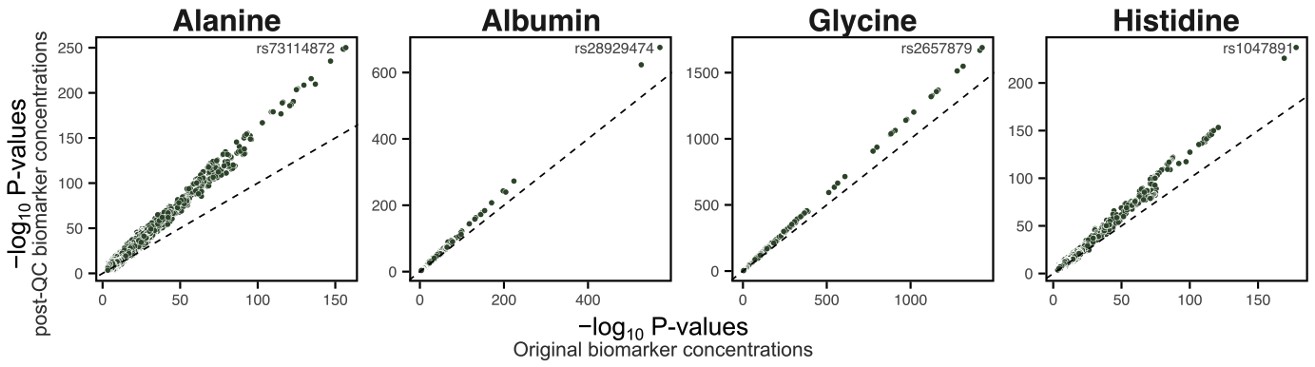 Alanine
Albumin
Glycine
Histidine
−log10 P-values
post-QC biomarker concentrations
250
200
150
100
50
0
rs73114872
0
50
100
150
600
400
200
0
rs28929474
0
200
400
1500
1000
500
0
rs2657879
0
500
1000
200
150
100
50
0
rs1047891
0
50
100
150
−log10 P-values
Original biomarker concentrations